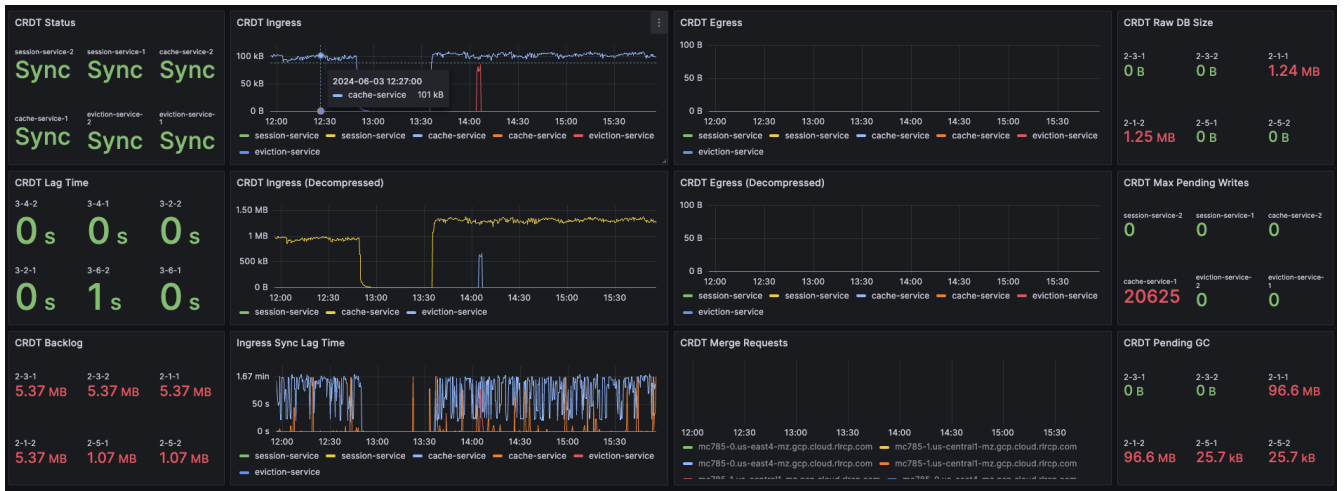 CRDT Status
session-service-2 session-service-1 cache-service-2
Sync Sync Sync
cache-service-1 eviction-service-2 eviction-service-1
Sync Sync Sync
CRDT Ingress
100 kB
50 kB
0 B
2024-06-03 12:27:00
cache-service 101 kB
12:00 12:30 13:00 13:30 14:00 14:30 15:00 15:30
session-service session-service cache-service cache-service eviction-service
eviction-service
CRDT Egress
100 B
50 B
0 B
12:00 12:30 13:00 13:30 14:00 14:30 15:00 15:30
session-service session-service cache-service cache-service eviction-service
eviction-service
CRDT Raw DB Size
2-3-1 2-3-2 2-1-1
0 B 0 B 1.24 MB
2-1-2 2-5-1 2-5-2
1.25 MB 0 B 0 B
CRDT Lag Time
3-4-2 3-4-1 3-2-2
0 s 0 s 0 s
3-2-1 3-6-2 3-6-1
0 s 1 s 0 s
CRDT Ingress (Decompressed)
1.50 MB
1 MB
500 kB
0 B
12:00 12:30 13:00 13:30 14:00 14:30 15:00 15:30
session-service session-service cache-service cache-service eviction-service
session-service cache-service eviction-service
CRDT Egress (Decompressed)
100 B
50 B
0 B
12:00 12:30 13:00 13:30 14:00 14:30 15:00 15:30
session-service session-service cache-service cache-service eviction-service
eviction-service
CRDT Max Pending Writes
session-service-2 session-service-1 cache-service-2
0 0 0
cache-service-1 eviction-service-2 eviction-service-1
20625 0 0
CRDT Backlog
2-3-1 2-3-2 2-1-1
5.37 MB 5.37 MB 5.37 MB
2-1-2 2-5-1 2-5-2
5.37 MB 1.07 MB 1.07 MB
Ingress Sync Lag Time
1.67 min
50 s
0 s
12:00 12:30 13:00 13:30 14:00 14:30 15:00 15:30
session-service session-service cache-service cache-service eviction-service
eviction-service
CRDT Merge Requests
12:00 12:30 13:00 13:30 14:00 14:30 15:00 15:30
mc785-0.us-east4-mz.gcp.cloud.rlrcp.com mc785-1.us-central1-mz.gcp.cloud.rlrcp.com
mc785-0.us-east4-mz.gcp.cloud.rlrcp.com mc785-1.us-central1-mz.gcp.cloud.rlrcp.com
CRDT Pending GC
2-3-1 2-3-2 2-1-1
0 B 0 B 96.6 MB
2-1-2 2-5-1 2-5-2
96.6 MB 25.7 kB 25.7 kB